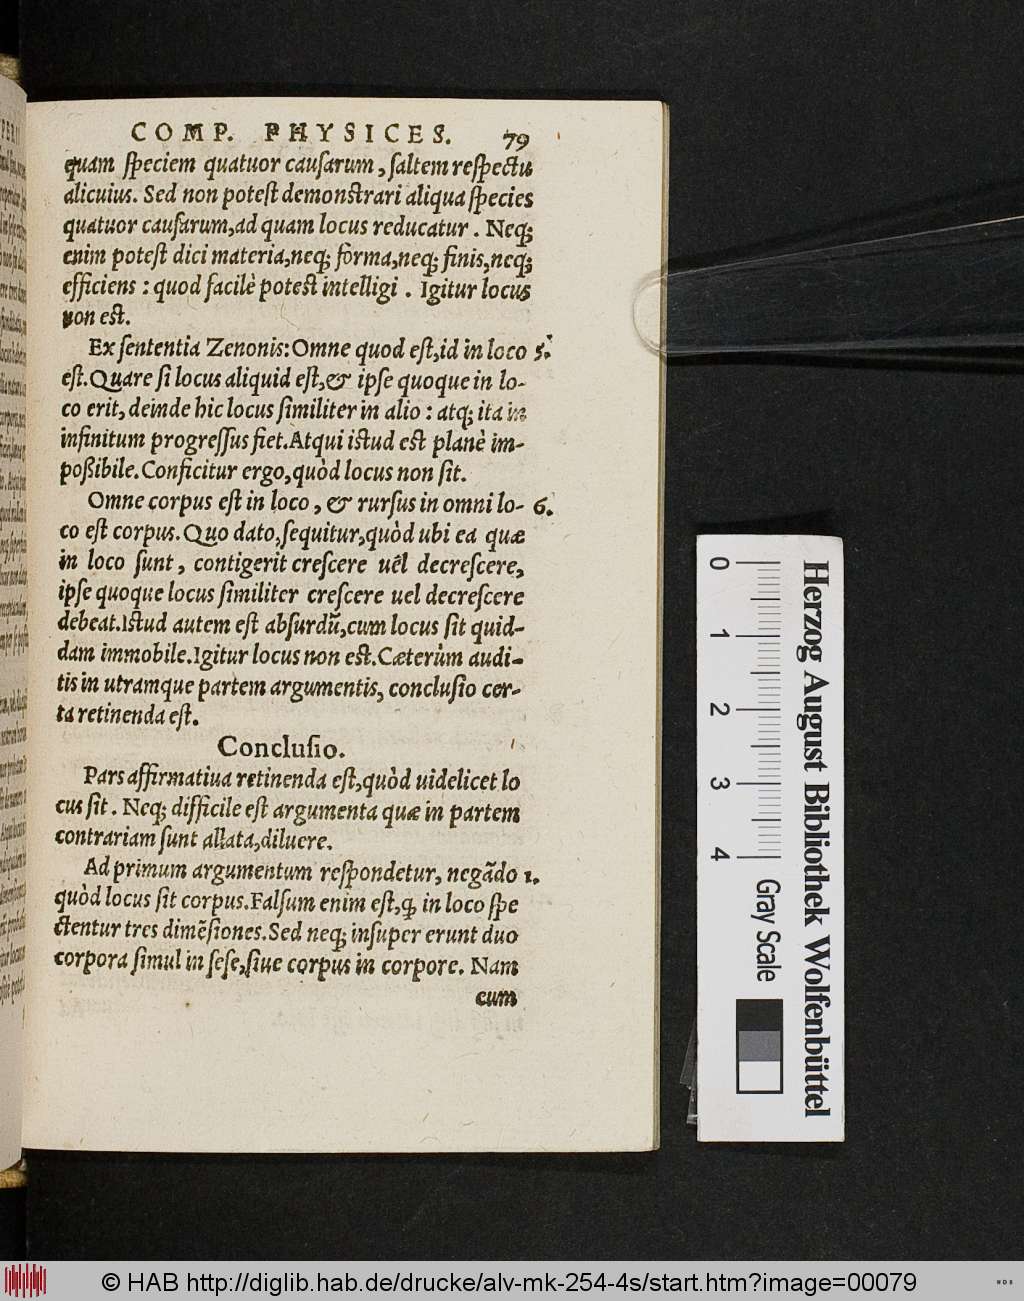 COMP. PHYSICES. 79
quam ſpeciem quatuor cauſarum, ſaltem reſpectu
alicuius. Sed non poteſt demonſtrari aliqua ſpecies
quatuor cauſarum, ad quam locus reducatur. Neq;
enim poteſt dici materia, neq; forma, neq; finis, neq;
efficiens: quod facilè poteſt intelligi. Igitur locus
non eſt.
Ex ſententia Zenonis: Omne quod eſt, id in loco 5.
eſt. Quare ſi locus aliquid eſt, & ipſe quoque in lo-
co erit, deinde hic locus ſimiliter in alio: atq; ita in
infinitum progreſſus fiet. Atqui iſtud eſt planè im-
poßibile. Conficitur ergo, quòd locus non ſit.
Omne corpus eſt in loco, & rurſus in omni lo- 6.
co eſt corpus. Quo dato, ſequitur, quòd ubi ea quæ
in loco ſunt, contigerit creſcere uêl decreſcere,
ipſe quoque locus ſimiliter creſcere uel decreſcere
debeat. Iſtud autem eſt abſurdũ, cum locus ſit quid-
dam immobile. Igitur locus non eſt. Cæterùm audi-
tis in utramque partem argumentis, concluſio cer-
ta retinenda eſt.
Concluſio.
Pars affirmatiua retinenda eſt, quòd uidelicet lo
cus ſit. Neq; difficile eſt argumenta quæ in partem
contrariam ſunt allata, diluere.
Ad primum argumentum reſpondetur, negãdo 1.
quòd locus ſit corpus. Falſum enim eſt, ꝙ in loco ſpe
ctentur tres dimẽſiones. Sed neq; inſuper erunt duo
corpora ſimul in ſeſe, ſiue corpus in corpore. Nam
cum
0 1 2 3 4
Gray Scale
Herzog August Bibliothek Wolfenbüttel
© HAB http://diglib.hab.de/drucke/alv-mk-254-4s/start.htm?image=00079